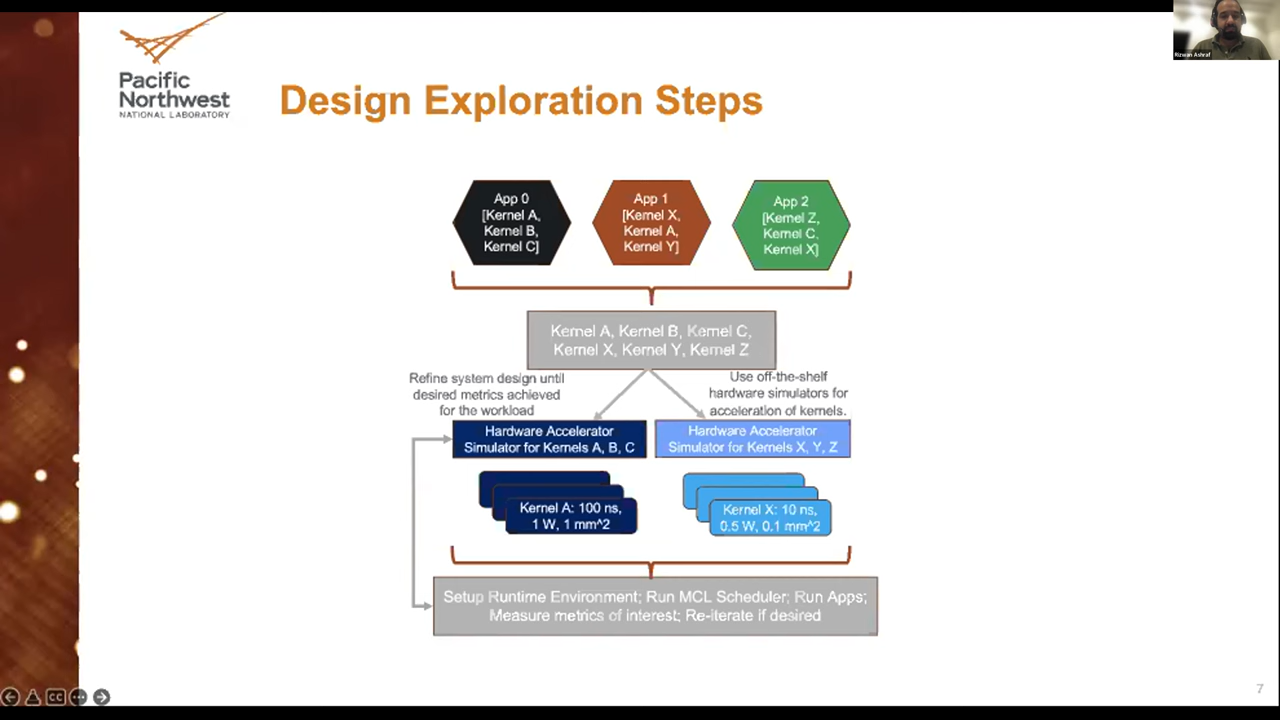 Rizwan Ashraf
Pacific
Northwest
NATIONAL LABORATORY
Design Exploration Steps
App 0
[Kernel A,
Kernel B,
Kernel C]
App 1
[Kernel X,
Kernel A,
Kernel Y]
App 2
[Kernel Z,
Kernel C,
Kernel X]
Kernel A, Kernel B, Kernel C,
Kernel X, Kernel Y, Kernel Z
Refine system design until
desired metrics achieved
for the workload
Use off-the-shelf
hardware simulators for
acceleration of kernels.
Hardware Accelerator
Simulator for Kernels A, B, C
Hardware Accelerator
Simulator for Kernels X, Y, Z
Kernel A: 100 ns,
1 W, 1 mm^2
Kernel X: 10 ns,
0.5 W, 0.1 mm^2
Setup Runtime Environment; Run MCL Scheduler; Run Apps;
Measure metrics of interest; Re-iterate if desired
CC
7